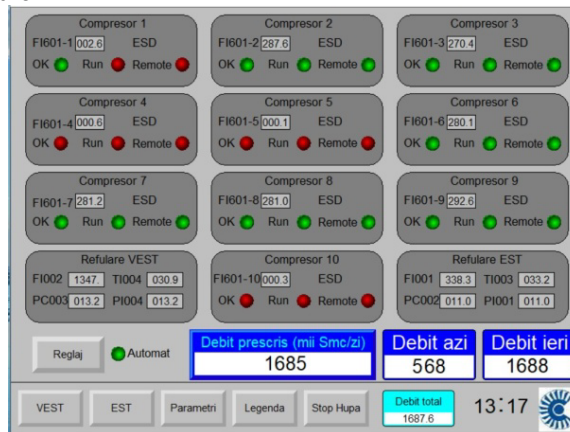 Compresor 1
FI601-1 002.6 ESD
OK Run Remote
Compresor 2
FI601-2 287.6 ESD
OK Run Remote
Compresor 3
FI601-3 270.4 ESD
OK Run Remote
Compresor 4
FI601-4 000.6 ESD
OK Run Remote
Compresor 5
FI601-5 000.1 ESD
OK Run Remote
Compresor 6
FI601-6 280.1 ESD
OK Run Remote
Compresor 7
FI601-7 281.2 ESD
OK Run Remote
Compresor 8
FI601-8 281.0 ESD
OK Run Remote
Compresor 9
FI601-9 292.6 ESD
OK Run Remote
Refulare VEST
FI002 1347. TI004 030.9
PC003 013.2 PI004 013.2
Compresor 10
FI601-10 000.3 ESD
OK Run Remote
Refulare EST
FI001 338.3 TI003 033.2
PC002 011.0 PI001 011.0
Reglaj
Automat
Debit prescris (mii Smc/zi)
1685
Debit azi
568
Debit ieri
1688
VEST
EST
Parametri
Legenda
Stop Hupa
Debit total
1687.6
13:17